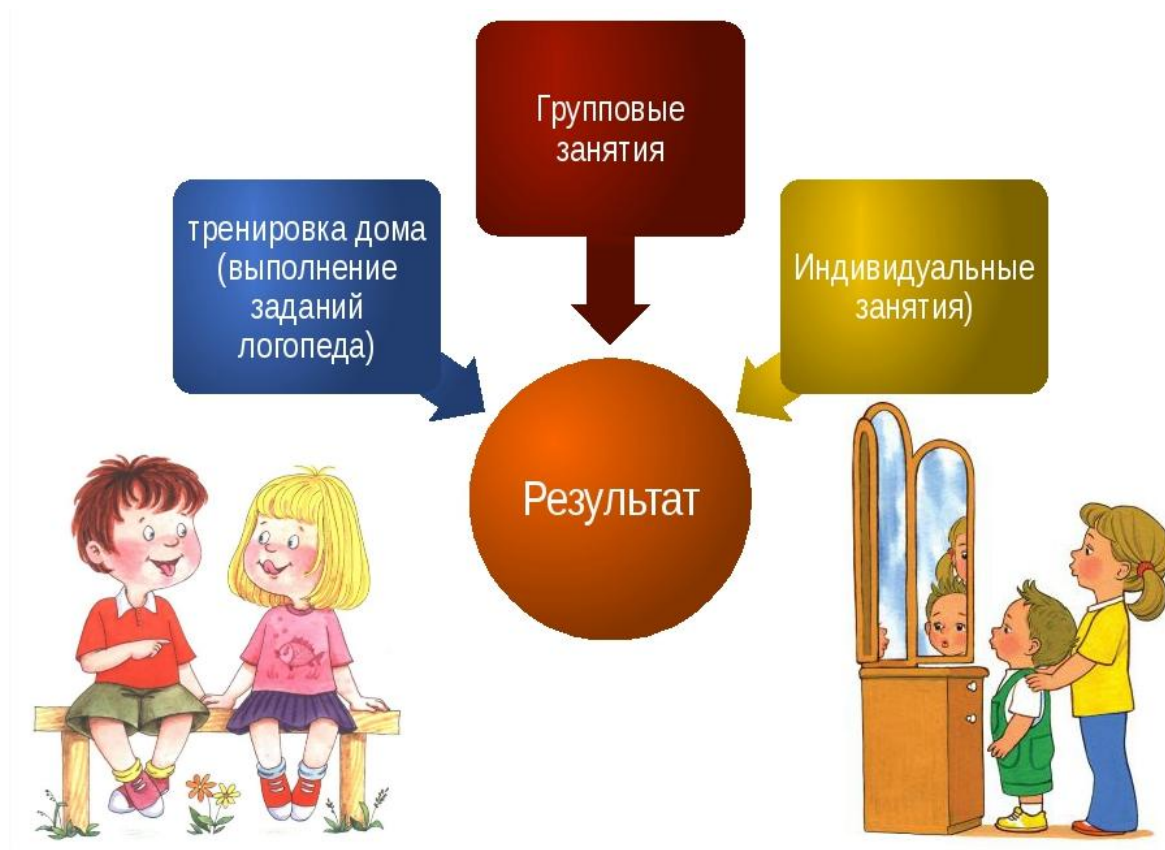 Групповые
занятия
тренировка дома
(выполнение
заданий
логопеда)
Индивидуальные
занятия)
Результат